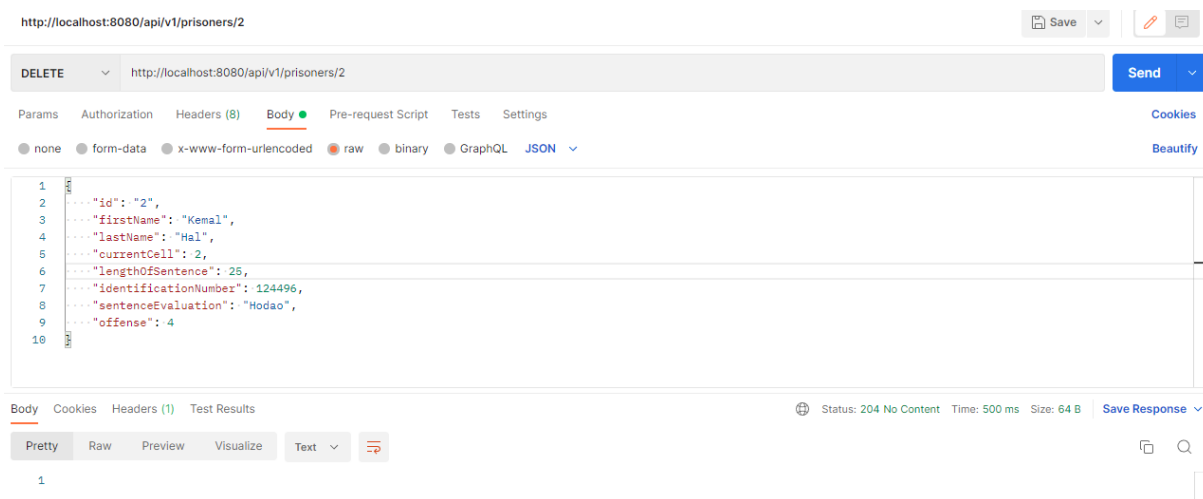 http://localhost:8080/api/v1/prisoners/2 Save
DELETE http://localhost:8080/api/v1/prisoners/2 Send
Params Authorization Headers (8) Body Pre-request Script Tests Settings Cookies
none form-data x-www-form-urlencoded raw binary GraphQL JSON Beautify
1 {
2 ····"id":·"2",
3 ····"firstName":·"Kemal",
4 ····"lastName":·"Hal",
5 ····"currentCell":·2,
6 ····"lengthOfSentence":·25,
7 ····"identificationNumber":·124496,
8 ····"sentenceEvaluation":·"Hodao",
9 ····"offense":·4
10 }
Body Cookies Headers (1) Test Results Status: 204 No Content Time: 500 ms Size: 64 B Save Response
Pretty Raw Preview Visualize Text
1